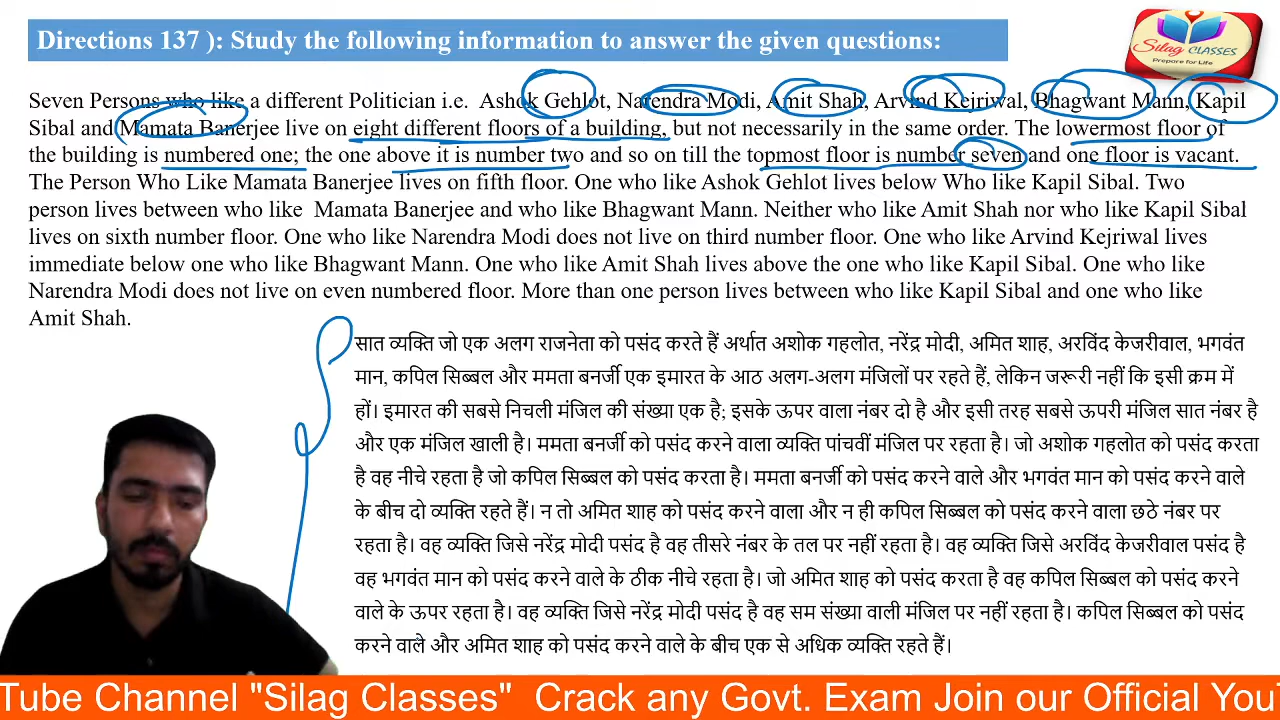 Directions 137 ): Study the following information to answer the given questions:
Silag CLASSES
Prepare for Life
Seven Persons who like a different Politician i.e. Ashok Gehlot, Narendra Modi, Amit Shah, Arvind Kejriwal, Bhagwant Mann, Kapil
Sibal and Mamata Banerjee live on eight different floors of a building, but not necessarily in the same order. The lowermost floor of
the building is numbered one; the one above it is number two and so on till the topmost floor is number seven and one floor is vacant.
The Person Who Like Mamata Banerjee lives on fifth floor. One who like Ashok Gehlot lives below Who like Kapil Sibal. Two
person lives between who like Mamata Banerjee and who like Bhagwant Mann. Neither who like Amit Shah nor who like Kapil Sibal
lives on sixth number floor. One who like Narendra Modi does not live on third number floor. One who like Arvind Kejriwal lives
immediate below one who like Bhagwant Mann. One who like Amit Shah lives above the one who like Kapil Sibal. One who like
Narendra Modi does not live on even numbered floor. More than one person lives between who like Kapil Sibal and one who like
Amit Shah.
सात व्यक्ति जो एक अलग राजनेता को पसंद करते हैं अर्थात अशोक गहलोत, नरेंद्र मोदी, अमित शाह, अरविंद केजरीवाल, भगवंत
मान, कपिल सिब्बल और ममता बनर्जी एक इमारत के आठ अलग-अलग मंजिलों पर रहते हैं, लेकिन जरूरी नहीं कि इसी क्रम में
हों। इमारत की सबसे निचली मंजिल की संख्या एक है; इसके ऊपर वाला नंबर दो है और इसी तरह सबसे ऊपरी मंजिल सात नंबर है
और एक मंजिल खाली है। ममता बनर्जी को पसंद करने वाला व्यक्ति पांचवीं मंजिल पर रहता है। जो अशोक गहलोत को पसंद करता
है वह नीचे रहता है जो कपिल सिब्बल को पसंद करता है। ममता बनर्जी को पसंद करने वाले और भगवंत मान को पसंद करने वाले
के बीच दो व्यक्ति रहते हैं। न तो अमित शाह को पसंद करने वाला और न ही कपिल सिब्बल को पसंद करने वाला छठे नंबर पर
रहता है। वह व्यक्ति जिसे नरेंद्र मोदी पसंद है वह तीसरे नंबर के तल पर नहीं रहता है। वह व्यक्ति जिसे अरविंद केजरीवाल पसंद है
वह भगवंत मान को पसंद करने वाले के ठीक नीचे रहता है। जो अमित शाह को पसंद करता है वह कपिल सिब्बल को पसंद करने
वाले के ऊपर रहता है। वह व्यक्ति जिसे नरेंद्र मोदी पसंद है वह सम संख्या वाली मंजिल पर नहीं रहता है। कपिल सिब्बल को पसंद
करने वाले और अमित शाह को पसंद करने वाले के बीच एक से अधिक व्यक्ति रहते हैं।
Tube Channel "Silag Classes" Crack any Govt. Exam Join our Official You